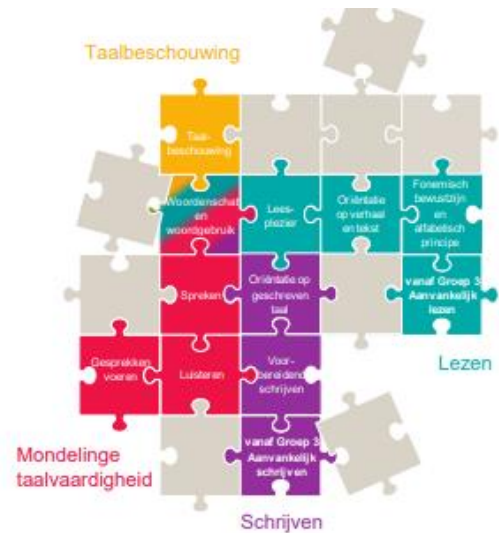 Taalbeschouwing
Taal-
beschouwing
Woordenschat
en
woordgebruik
Lees-
plezier
Oriëntatie
op verhaal
en tekst
Fonemisch
bewustzijn
en
alfabetisch
principe
Spreken
Oriëntatie op
geschreven
taal
vanaf Groep 3
Aanvankelijk
lezen
Lezen
Gesprekken
voeren
Luisteren
Voor-
bereidend
schrijven
Mondelinge
taalvaardigheid
vanaf Groep 3
Aanvankelijk
schrijven
Schrijven